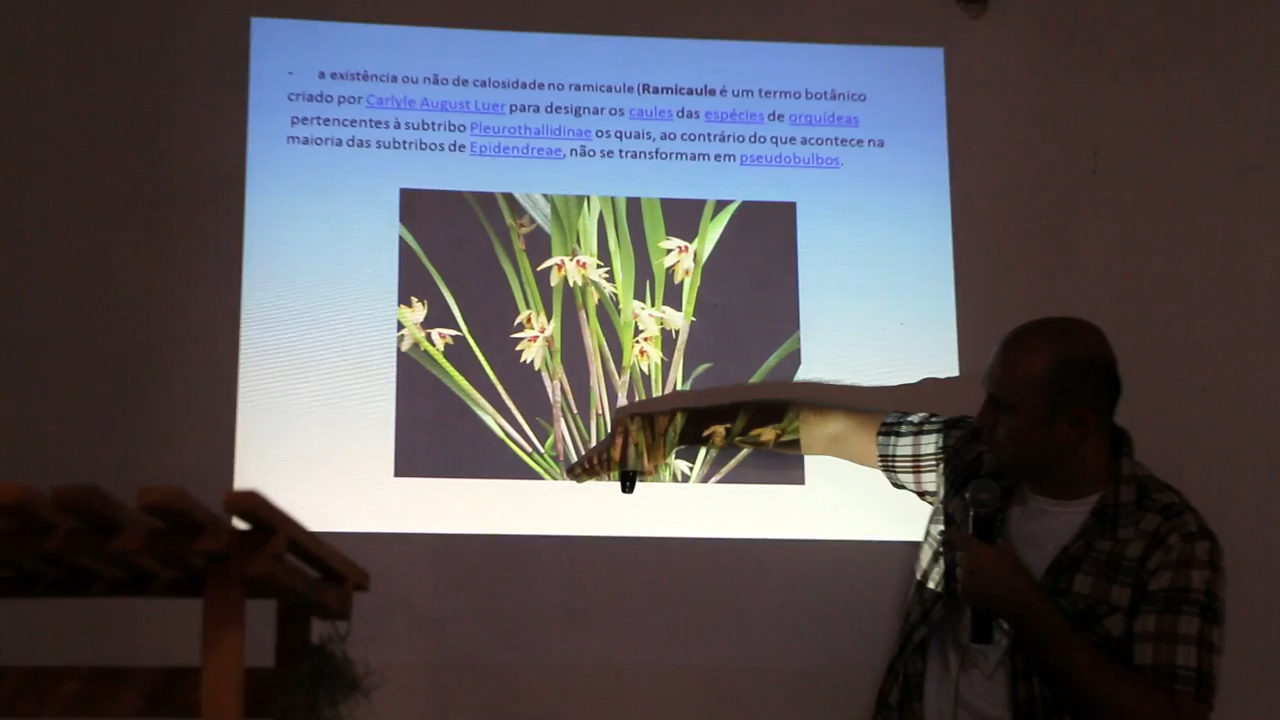 - a existência ou não de calosidade no ramicaule (Ramicaule é um termo botânico
criado por Carlyle August Luer para designar os caules das espécies de orquídeas
pertencentes à subtribo Pleurothallidinae os quais, ao contrário do que acontece na
maioria das subtribos de Epidendreae, não se transformam em pseudobulbos.